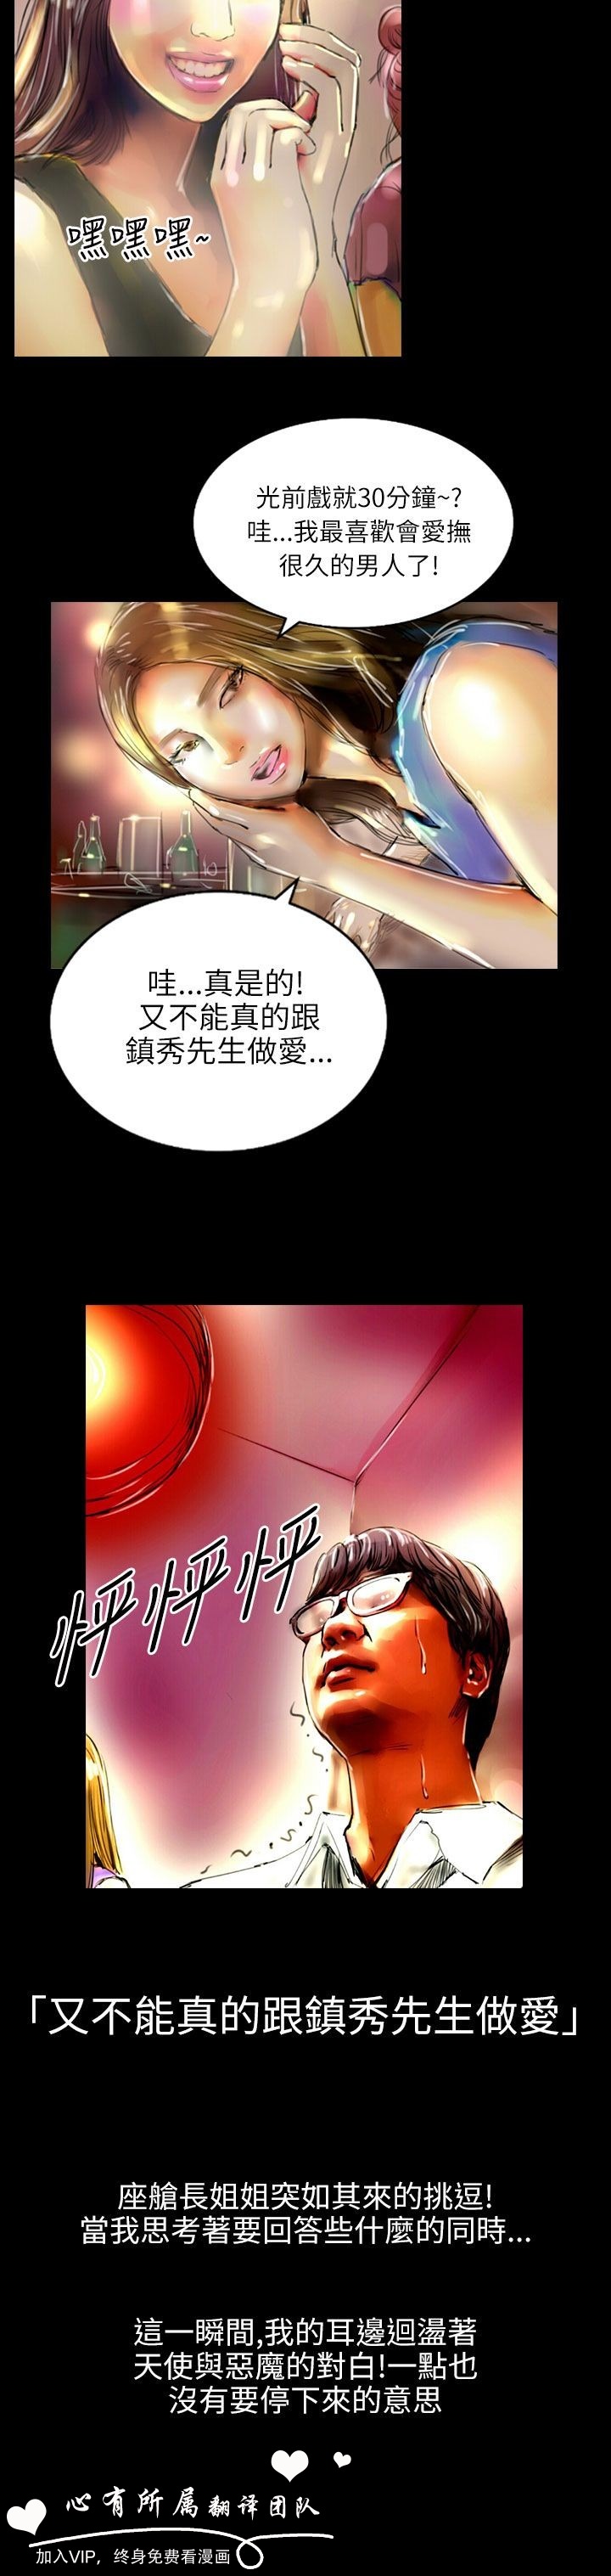 嘿嘿嘿~
光前戲就30分鐘~?
哇...我最喜歡會愛撫
很久的男人了!
哇...真是的!
又不能真的跟
鎮秀先生做愛...
怦怦怦
「又不能真的跟鎮秀先生做愛」
座艙長姐姐突如其來的挑逗!
當我思考著要回答些什麼的同時...
這一瞬間,我的耳邊迴盪著
天使與惡魔的對白!一點也
沒有要停下來的意思
心有所属翻译团队
加入VIP，终身免费看漫画